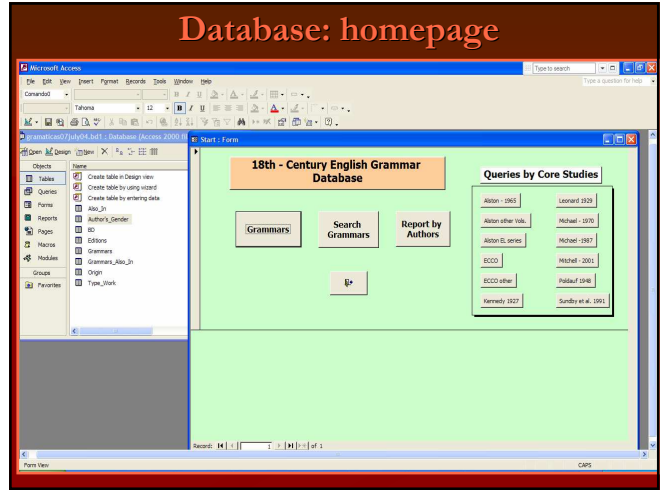 Database: homepage
Microsoft Access
Type to search
File Edit View Insert Format Records Tools Window Help
Type a question for help
Comando0
Tahoma 12 B I U
gramaticas07july04.bd1 : Database (Access 2000 fi
Open Design New
Objects
Tables
Queries
Forms
Reports
Pages
Macros
Modules
Groups
Favorites
Name
Create table in Design view
Create table by using wizard
Create table by entering data
Also_In
Author's_Gender
BD
Editions
Grammars
Grammars_Also_In
Origin
Type_Work
Start : Form
18th - Century English Grammar
Database
Grammars
Search
Grammars
Report by
Authors
Queries by Core Studies
Alston - 1965
Leonard 1929
Alston other Vols.
Michael - 1970
Alston EL series
Michael -1987
ECCO
Mitchell - 2001
ECCO other
Poldauf 1948
Kennedy 1927
Sundby et al. 1991
Record: 1 of 1
Form View
CAPS